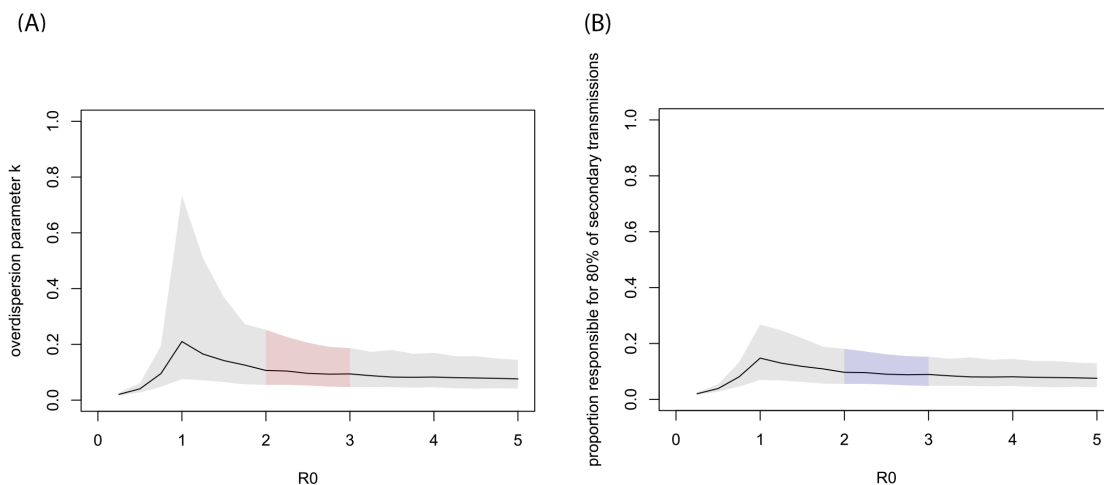 (A)
overdispersion parameter k
1.0
0.8
0.6
0.4
0.2
0.0
0 1 2 3 4 5
R0
(B)
proportion responsible for 80% of secondary transmissions
1.0
0.8
0.6
0.4
0.2
0.0
0 1 2 3 4 5
R0